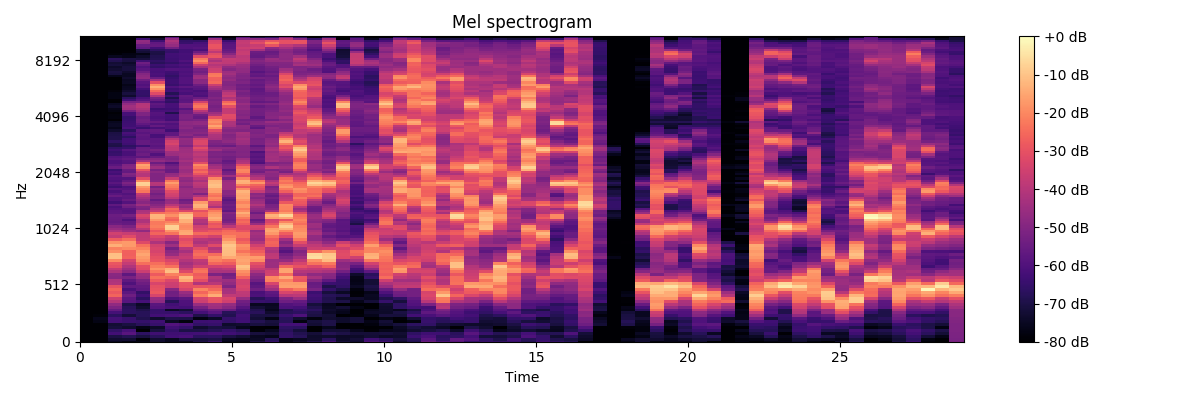 Mel spectrogram
8192
4096
2048
1024
512
0
Hz
0 5 10 15 20 25
Time
+0 dB
-10 dB
-20 dB
-30 dB
-40 dB
-50 dB
-60 dB
-70 dB
-80 dB